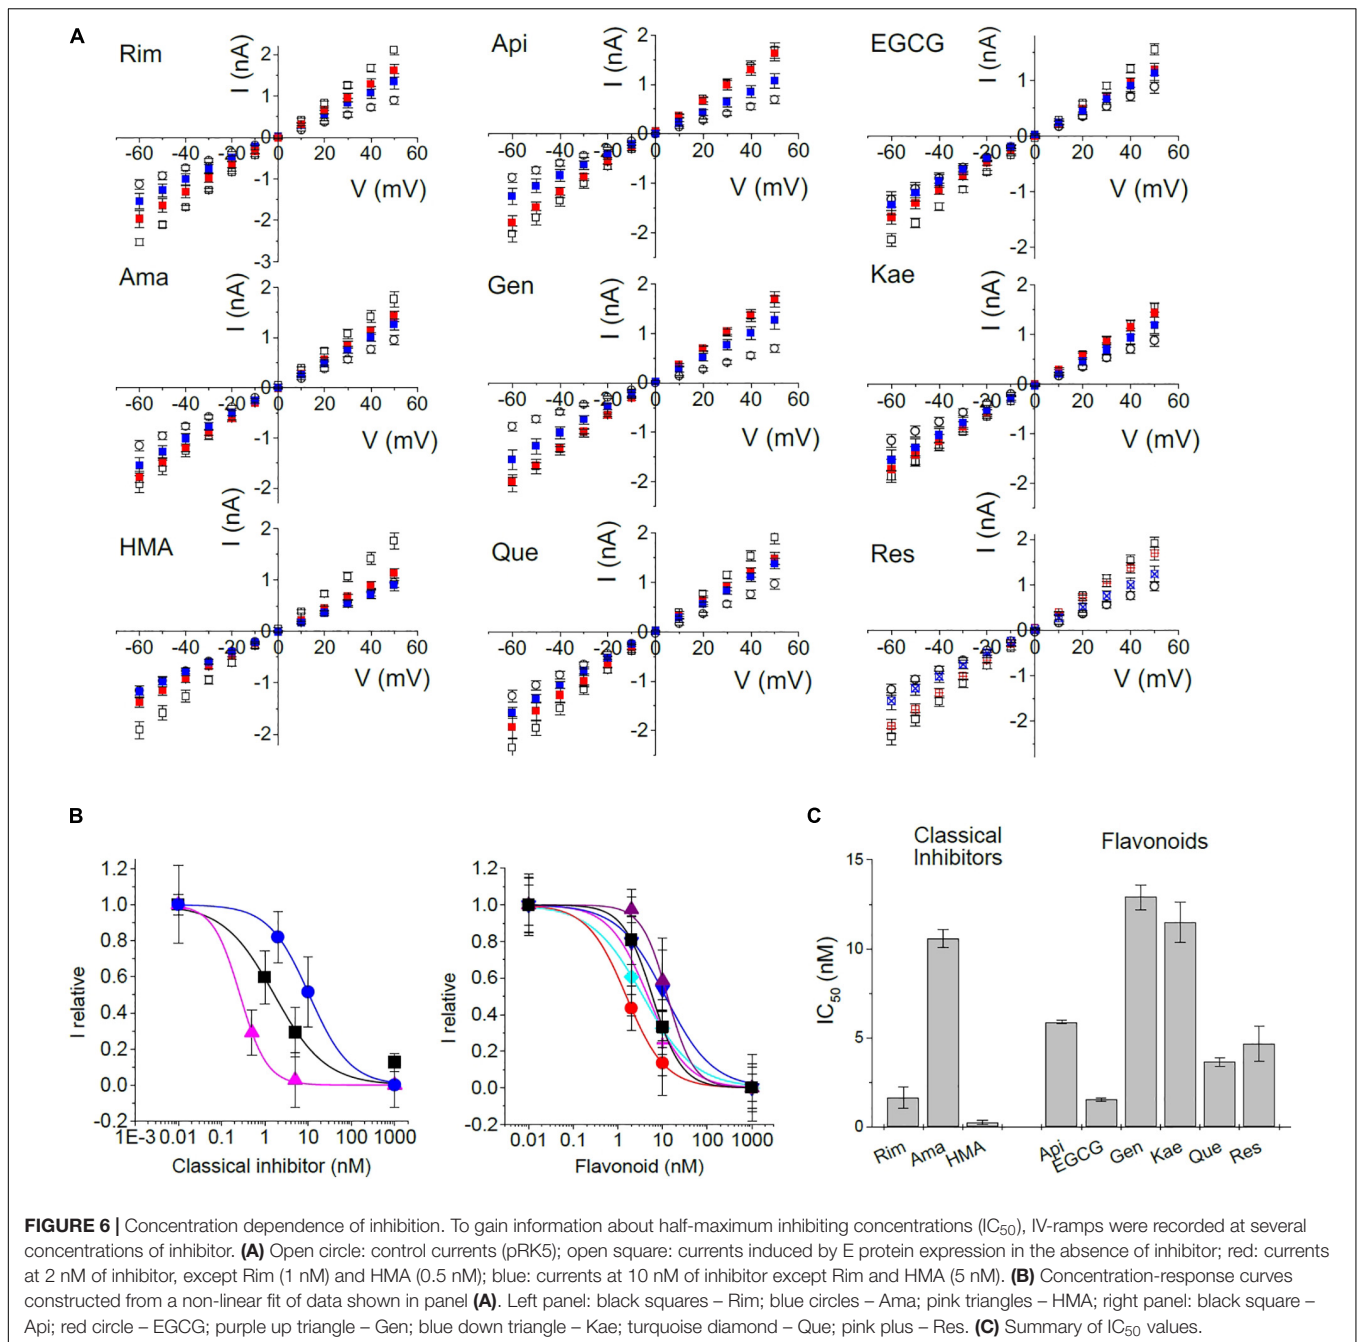 A
Rim
I (nA)
2
1
0
-60 -40 -20 0 20 40 60
-1
-2
-3
V (mV)
Api
I (nA)
2
1
0
-60 -40 -20 0 20 40 60
-1
-2
V (mV)
EGCG
I (nA)
1
0
-60 -40 -20 0 20 40 60
-1
-2
V (mV)
Ama
I (nA)
2
1
0
-60 -40 -20 0 20 40 60
-1
-2
V (mV)
Gen
I (nA)
2
1
0
-60 -40 -20 0 20 40 60
-1
-2
V (mV)
Kae
I (nA)
2
1
0
-60 -40 -20 0 20 40 60
-1
-2
V (mV)
HMA
I (nA)
2
1
0
-60 -40 -20 0 20 40 60
-1
-2
V (mV)
Que
I (nA)
2
1
0
-60 -40 -20 0 20 40 60
-1
-2
V (mV)
Res
I (nA)
2
1
0
-60 -40 -20 0 20 40 60
-1
-2
V (mV)
B
I relative
1.2
1.0
0.8
0.6
0.4
0.2
0.0
-0.2
1E-3 0.01 0.1 1 10 100 1000
Classical inhibitor (nM)
I relative
1.2
1.0
0.8
0.6
0.4
0.2
0.0
-0.2
0.01 0.1 1 10 100 1000
Flavonoid (nM)
C
Classical
Inhibitors
Flavonoids
IC50 (nM)
15
10
5
0
Rim Ama HMA Api EGCG Gen Kae Que Res
FIGURE 6 | Concentration dependence of inhibition. To gain information about half-maximum inhibiting concentrations (IC50), IV-ramps were recorded at several
concentrations of inhibitor. (A) Open circle: control currents (pRK5); open square: currents induced by E protein expression in the absence of inhibitor; red: currents
at 2 nM of inhibitor, except Rim (1 nM) and HMA (0.5 nM); blue: currents at 10 nM of inhibitor except Rim and HMA (5 nM). (B) Concentration-response curves
constructed from a non-linear fit of data shown in panel (A). Left panel: black squares – Rim; blue circles – Ama; pink triangles – HMA; right panel: black square –
Api; red circle – EGCG; purple up triangle – Gen; blue down triangle – Kae; turquoise diamond – Que; pink plus – Res. (C) Summary of IC50 values.